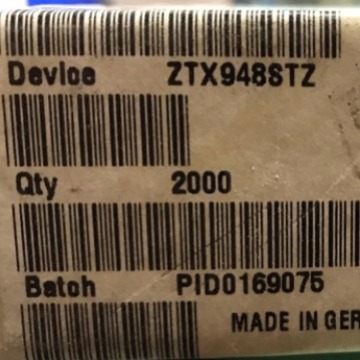 Device ZTX948STZ
Qty 2000
Batch PID0169075
MADE IN GER